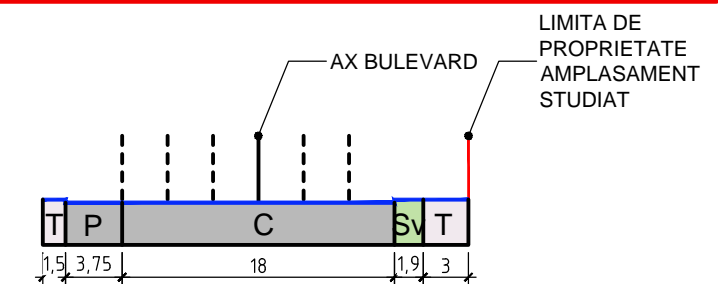 LIMITA DE
PROPRIETATE
AMPLASAMENT
STUDIAT
AX BULEVARD
T P C Sv T
1,5 3,75 18 1,9 3